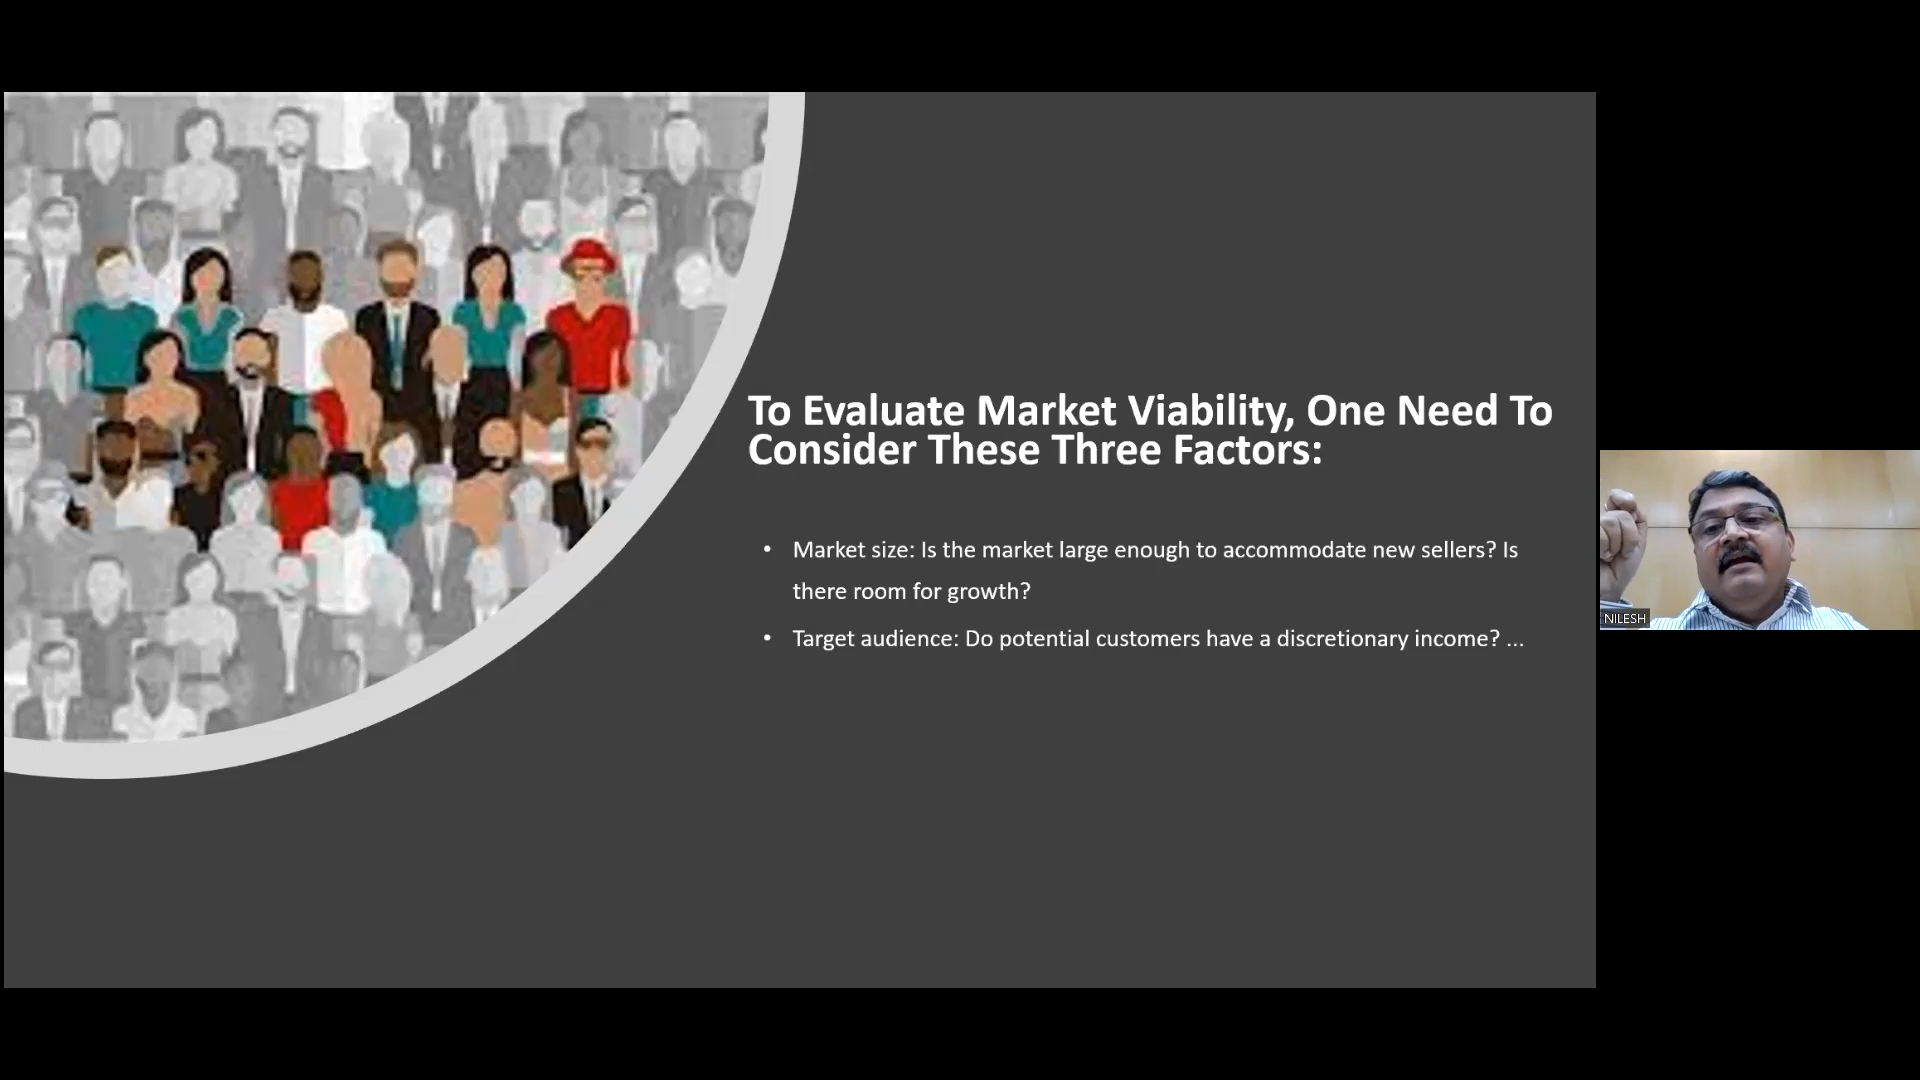 To Evaluate Market Viability, One Need To
Consider These Three Factors:
• Market size: Is the market large enough to accommodate new sellers? Is
there room for growth?
• Target audience: Do potential customers have a discretionary income? ...
NILESH